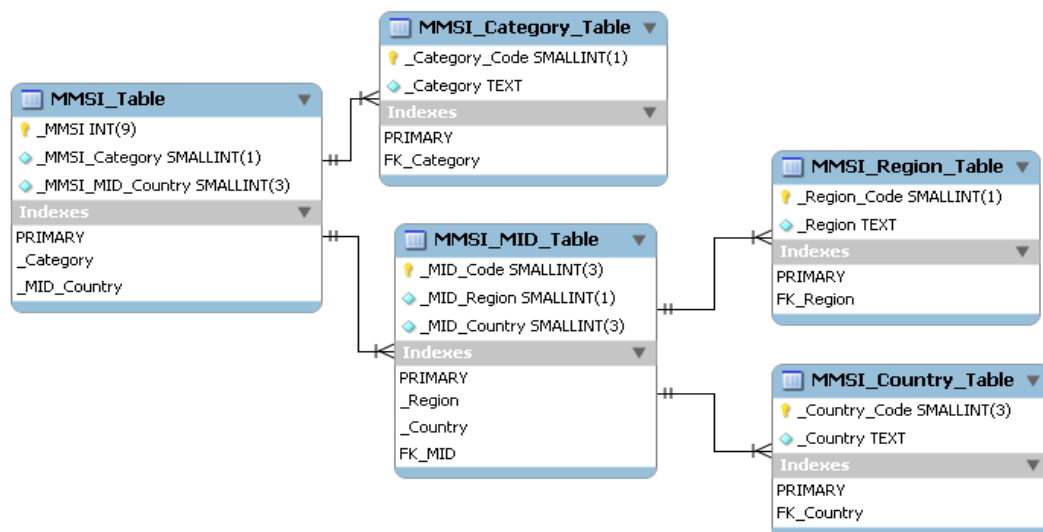 MMSI_Category_Table
_Category_Code SMALLINT(1)
_Category TEXT
Indexes
PRIMARY
FK_Category
MMSI_Table
_MMSI INT(9)
_MMSI_Category SMALLINT(1)
_MMSI_MID_Country SMALLINT(3)
Indexes
PRIMARY
_Category
_MID_Country
MMSI_MID_Table
_MID_Code SMALLINT(3)
_MID_Region SMALLINT(1)
_MID_Country SMALLINT(3)
Indexes
PRIMARY
_Region
_Country
FK_MID
MMSI_Region_Table
_Region_Code SMALLINT(1)
_Region TEXT
Indexes
PRIMARY
FK_Region
MMSI_Country_Table
_Country_Code SMALLINT(3)
_Country TEXT
Indexes
PRIMARY
FK_Country